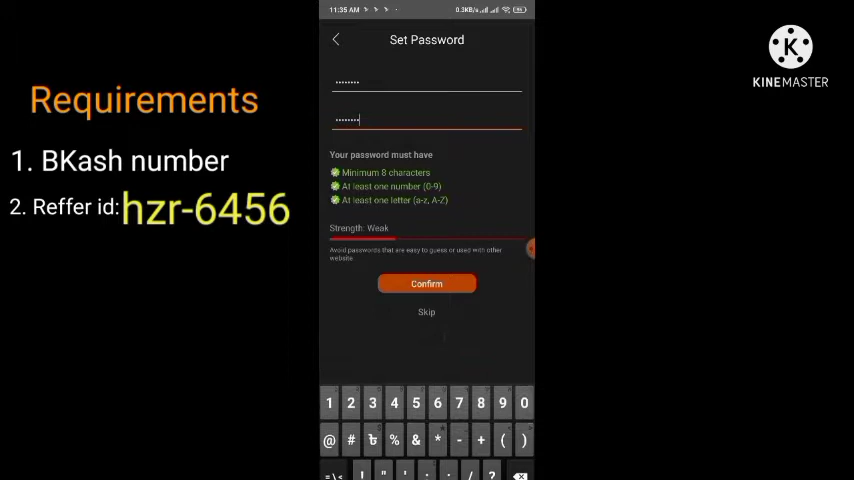 11:35 AM
0.3KB/s
Set Password
KINEMASTER
K
Requirements
1. BKash number
2. Reffer id: hzr-6456
Your password must have
Minimum 8 characters
At least one number (0-9)
At least one letter (a-z, A-Z)
Strength: Weak
Avoid passwords that are easy to guess or used with other
website.
Confirm
Skip
1 2 3 4 5 6 7 8 9 0
@ # ৳ % & * - + ( )
=\< ! " ' : ; / ?